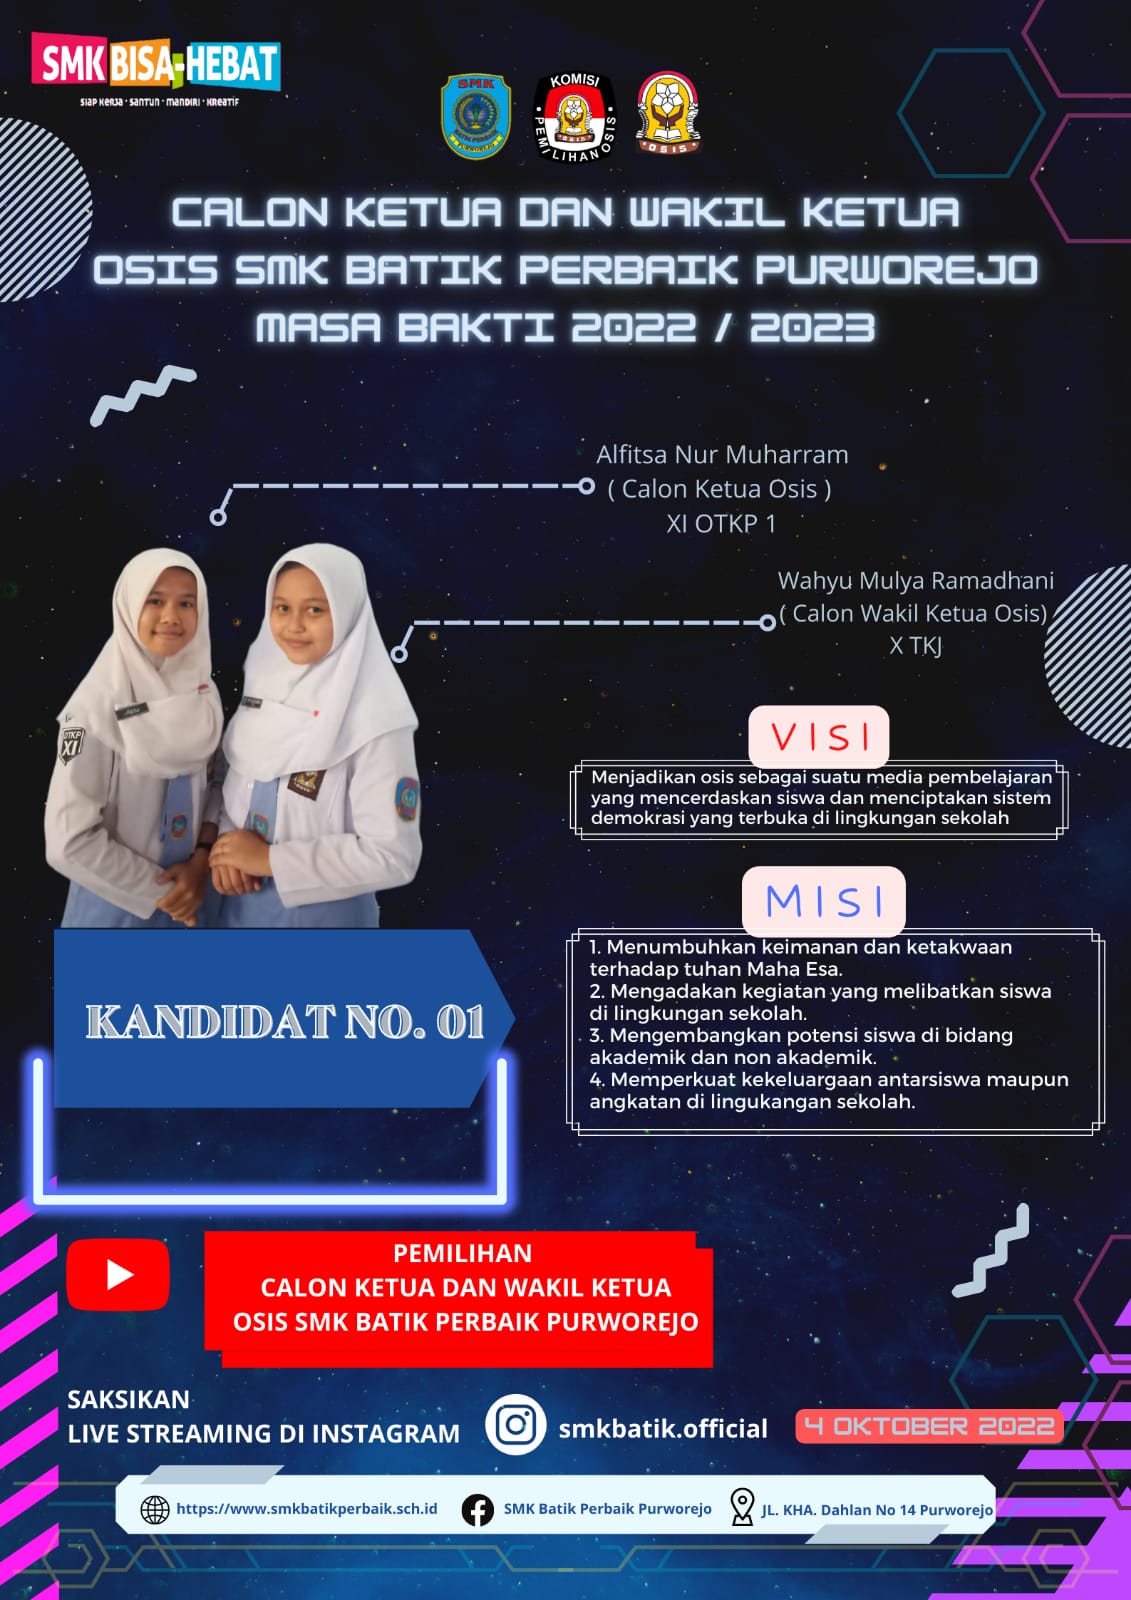 SMK BISA-HEBAT
SIAP KERJA · SANTUN · MANDIRI · KREATIF
SMK
PURWOREJO
KOMISI
PEMILIHAN OSIS
OSIS
OSIS
CALON KETUA DAN WAKIL KETUA
OSIS SMK BATIK PERBAIK PURWOREJO
MASA BAKTI 2022 / 2023
Alfitsa Nur Muharram
( Calon Ketua Osis )
XI OTKP 1
Wahyu Mulya Ramadhani
( Calon Wakil Ketua Osis)
X TKJ
OTKP
XI
VISI
Menjadikan osis sebagai suatu media pembelajaran
yang mencerdaskan siswa dan menciptakan sistem
demokrasi yang terbuka di lingkungan sekolah
MISI
1. Menumbuhkan keimanan dan ketakwaan
terhadap tuhan Maha Esa.
2. Mengadakan kegiatan yang melibatkan siswa
di lingkungan sekolah.
3. Mengembangkan potensi siswa di bidang
akademik dan non akademik.
4. Memperkuat kekeluargaan antarsiswa maupun
angkatan di lingukangan sekolah.
KANDIDAT NO. 01
PEMILIHAN
CALON KETUA DAN WAKIL KETUA
OSIS SMK BATIK PERBAIK PURWOREJO
SAKSIKAN
LIVE STREAMING DI INSTAGRAM
smkbatik.official
4 OKTOBER 2022
https://www.smkbatikperbaik.sch.id
SMK Batik Perbaik Purworejo
JL. KHA. Dahlan No 14 Purworejo